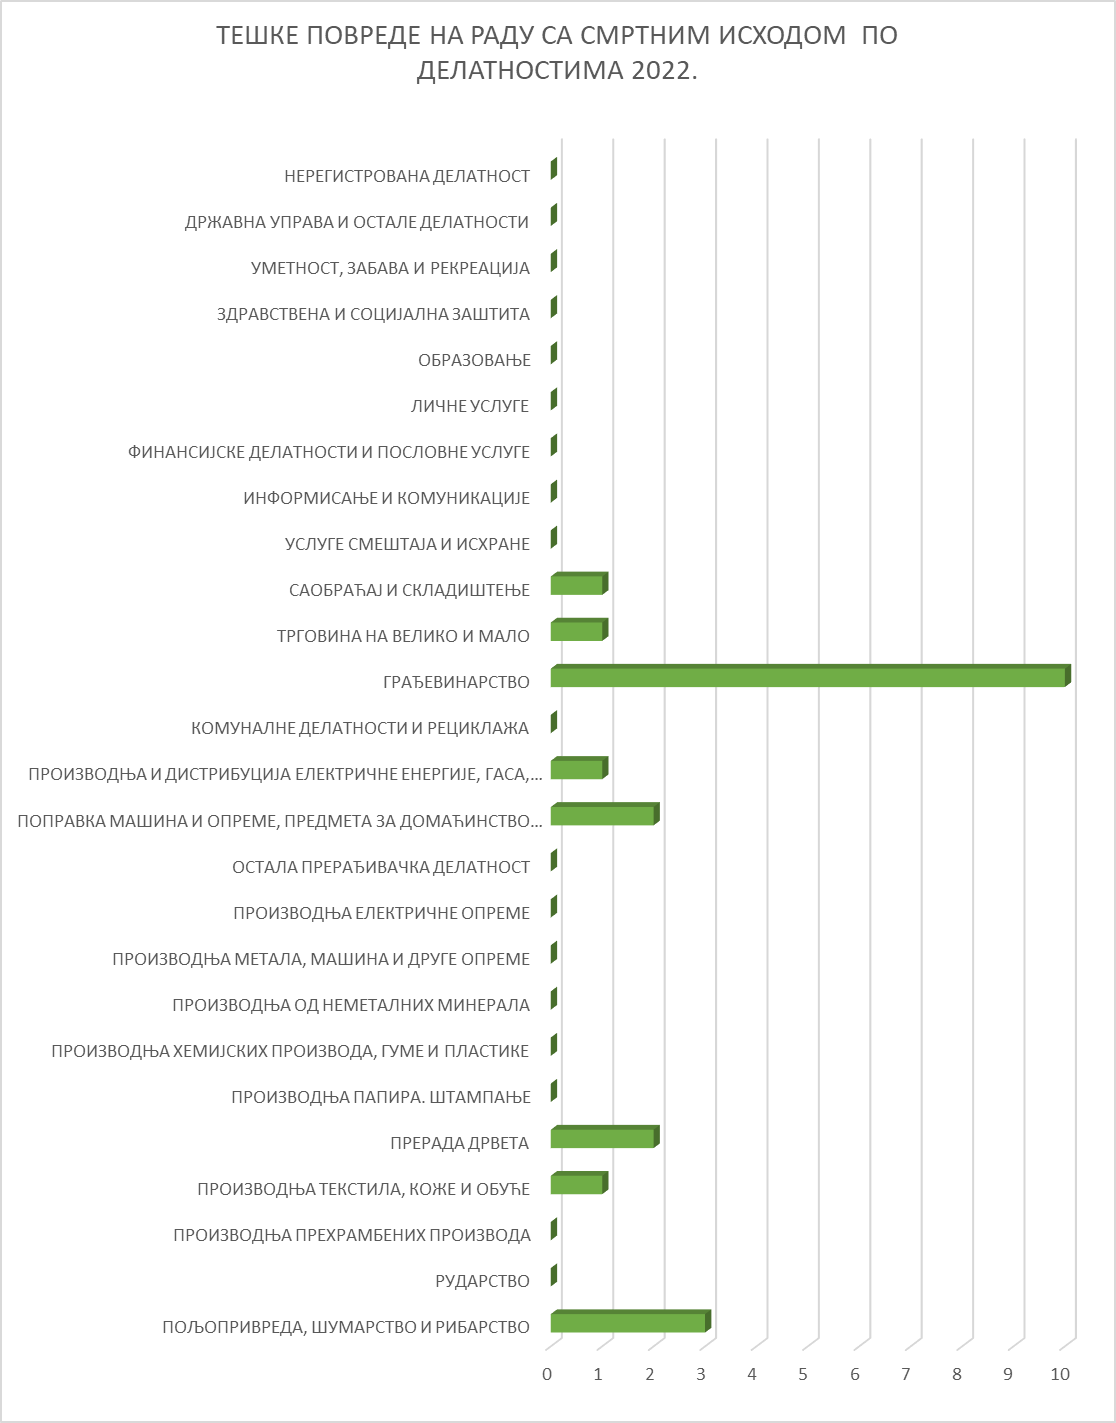 ТЕШКЕ ПОВРЕДЕ НА РАДУ СА СМРТНИМ ИСХОДОМ  ПО
ДЕЛАТНОСТИМА 2022.
НЕРЕГИСТРОВАНА ДЕЛАТНОСТ
ДРЖАВНА УПРАВА И ОСТАЛЕ ДЕЛАТНОСТИ
УМЕТНОСТ, ЗАБАВА И РЕКРЕАЦИЈА
ЗДРАВСТВЕНА И СОЦИЈАЛНА ЗАШТИТА
ОБРАЗОВАЊЕ
ЛИЧНЕ УСЛУГЕ
ФИНАНСИЈСКЕ ДЕЛАТНОСТИ И ПОСЛОВНЕ УСЛУГЕ
ИНФОРМИСАЊЕ И КОМУНИКАЦИЈЕ
УСЛУГЕ СМЕШТАЈА И ИСХРАНЕ
САОБРАЋАЈ И СКЛАДИШТЕЊЕ
ТРГОВИНА НА ВЕЛИКО И МАЛО
ГРАЂЕВИНАРСТВО
КОМУНАЛНЕ ДЕЛАТНОСТИ И РЕЦИКЛАЖА
ПРОИЗВОДЊА И ДИСТРИБУЦИЈА ЕЛЕКТРИЧНЕ ЕНЕРГИЈЕ, ГАСА,…
ПОПРАВКА МАШИНА И ОПРЕМЕ, ПРЕДМЕТА ЗА ДОМАЋИНСТВО…
ОСТАЛА ПРЕРАЂИВАЧКА ДЕЛАТНОСТ
ПРОИЗВОДЊА ЕЛЕКТРИЧНЕ ОПРЕМЕ
ПРОИЗВОДЊА МЕТАЛА, МАШИНА И ДРУГЕ ОПРЕМЕ
ПРОИЗВОДЊА ОД НЕМЕТАЛНИХ МИНЕРАЛА
ПРОИЗВОДЊА ХЕМИЈСКИХ ПРОИЗВОДА, ГУМЕ И ПЛАСТИКЕ
ПРОИЗВОДЊА ПАПИРА. ШТАМПАЊЕ
ПРЕРАДА ДРВЕТА
ПРОИЗВОДЊА ТЕКСТИЛА, КОЖЕ И ОБУЋЕ
ПРОИЗВОДЊА ПРЕХРАМБЕНИХ ПРОИЗВОДА
РУДАРСТВО
ПОЉОПРИВРЕДА, ШУМАРСТВО И РИБАРСТВО
0 1 2 3 4 5 6 7 8 9 10